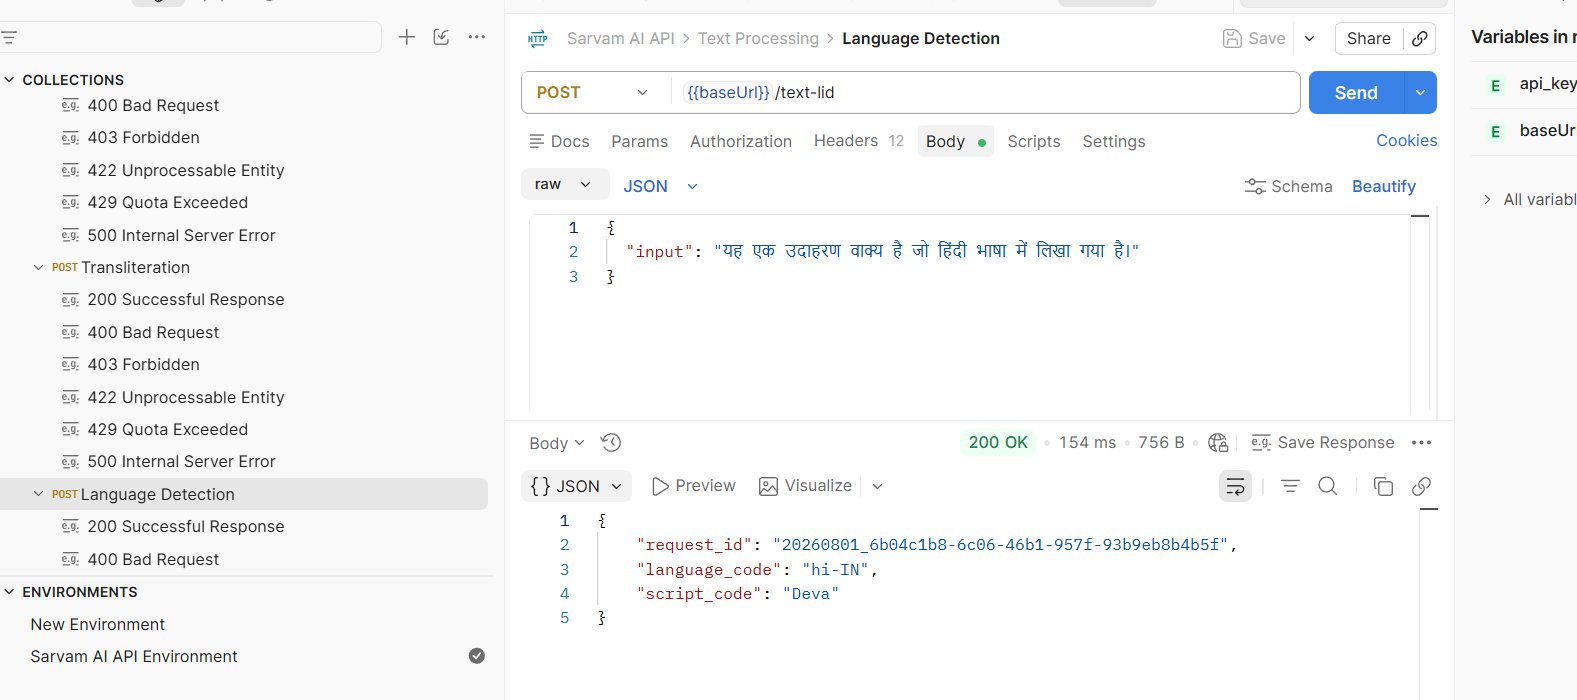 COLLECTIONS
e.g. 400 Bad Request
e.g. 403 Forbidden
e.g. 422 Unprocessable Entity
e.g. 429 Quota Exceeded
e.g. 500 Internal Server Error
POST Transliteration
e.g. 200 Successful Response
e.g. 400 Bad Request
e.g. 403 Forbidden
e.g. 422 Unprocessable Entity
e.g. 429 Quota Exceeded
e.g. 500 Internal Server Error
POST Language Detection
e.g. 200 Successful Response
e.g. 400 Bad Request
ENVIRONMENTS
New Environment
Sarvam AI API Environment
HTTP Sarvam AI API > Text Processing > Language Detection Save Share
POST {{baseUrl}} /text-lid Send
Docs Params Authorization Headers 12 Body Scripts Settings Cookies
raw JSON Schema Beautify
1 {
2 "input": "यह एक उदाहरण वाक्य है जो हिंदी भाषा में लिखा गया है।"
3 }
Body 200 OK • 154 ms • 756 B • e.g. Save Response
{} JSON Preview Visualize
1 {
2 "request_id": "20260801_6b04c1b8-6c06-46b1-957f-93b9eb8b4b5f",
3 "language_code": "hi-IN",
4 "script_code": "Deva"
5 }
Variables in r
E api_key
E baseUr
All variabl